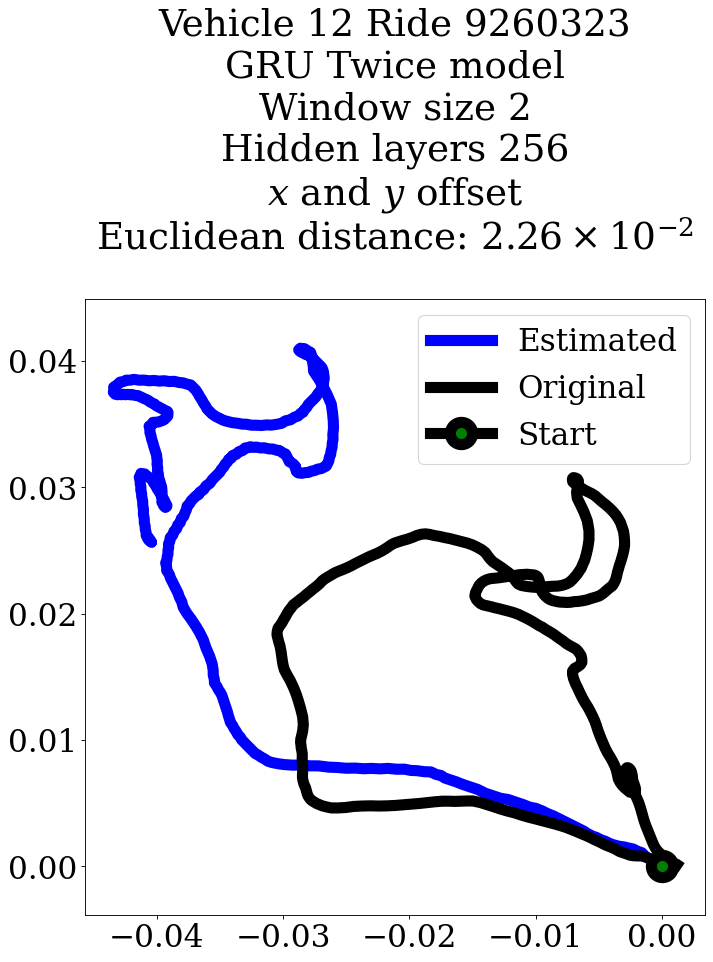 Vehicle 12 Ride 9260323
GRU Twice model
Window size 2
Hidden layers 256
x and y offset
Euclidean distance: 2.26 × 10⁻²
Estimated
Original
Start
0.04
0.03
0.02
0.01
0.00
−0.04 −0.03 −0.02 −0.01 0.00